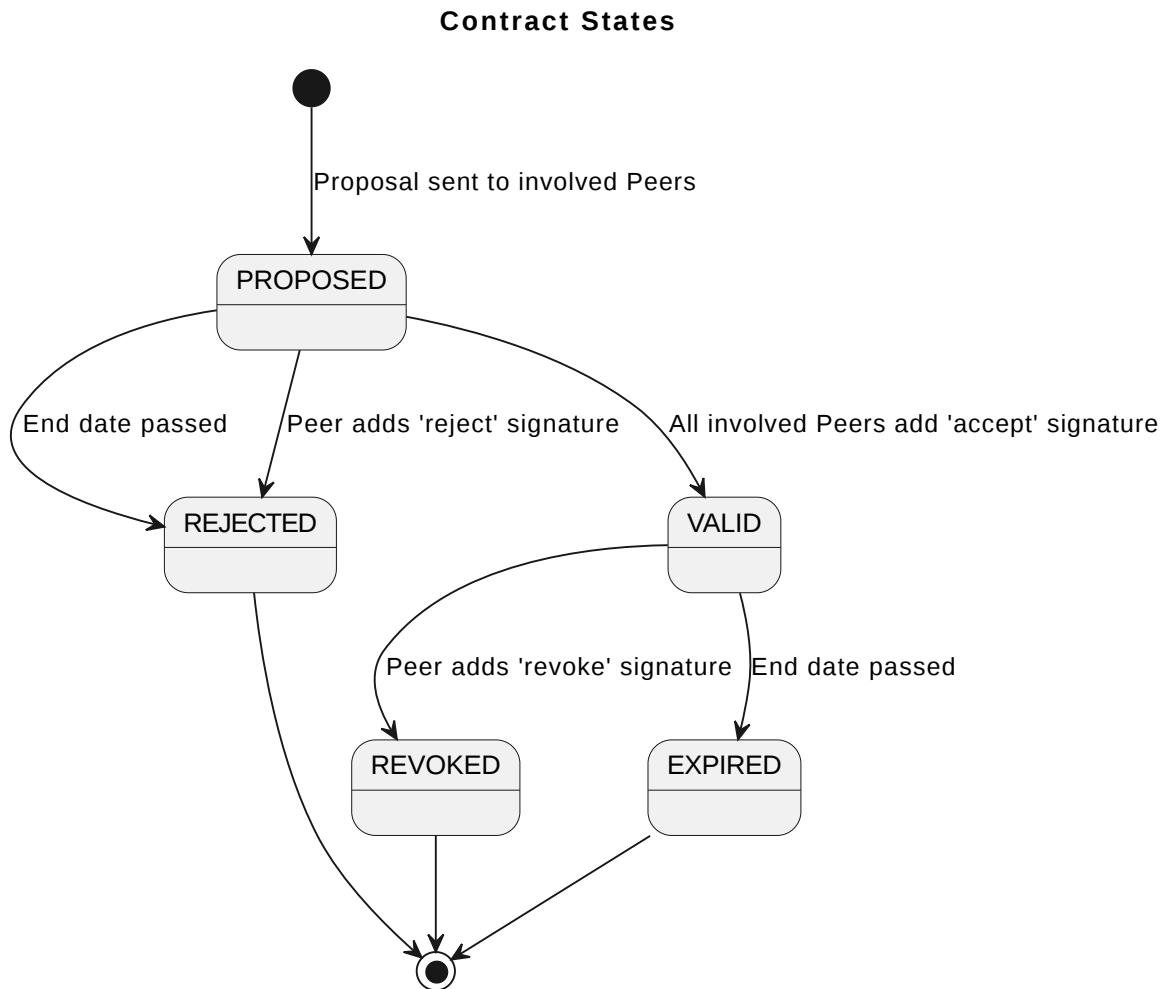 Contract States
Proposal sent to involved Peers
PROPOSED
End date passed
Peer adds 'reject' signature
All involved Peers add 'accept' signature
REJECTED
VALID
Peer adds 'revoke' signature
End date passed
REVOKED
EXPIRED